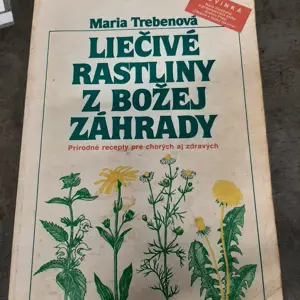 Maria Trebenová
LIEČIVÉ
RASTLINY
Z BOŽEJ
ZÁHRADY
Prírodné recepty pre chorých aj zdravých